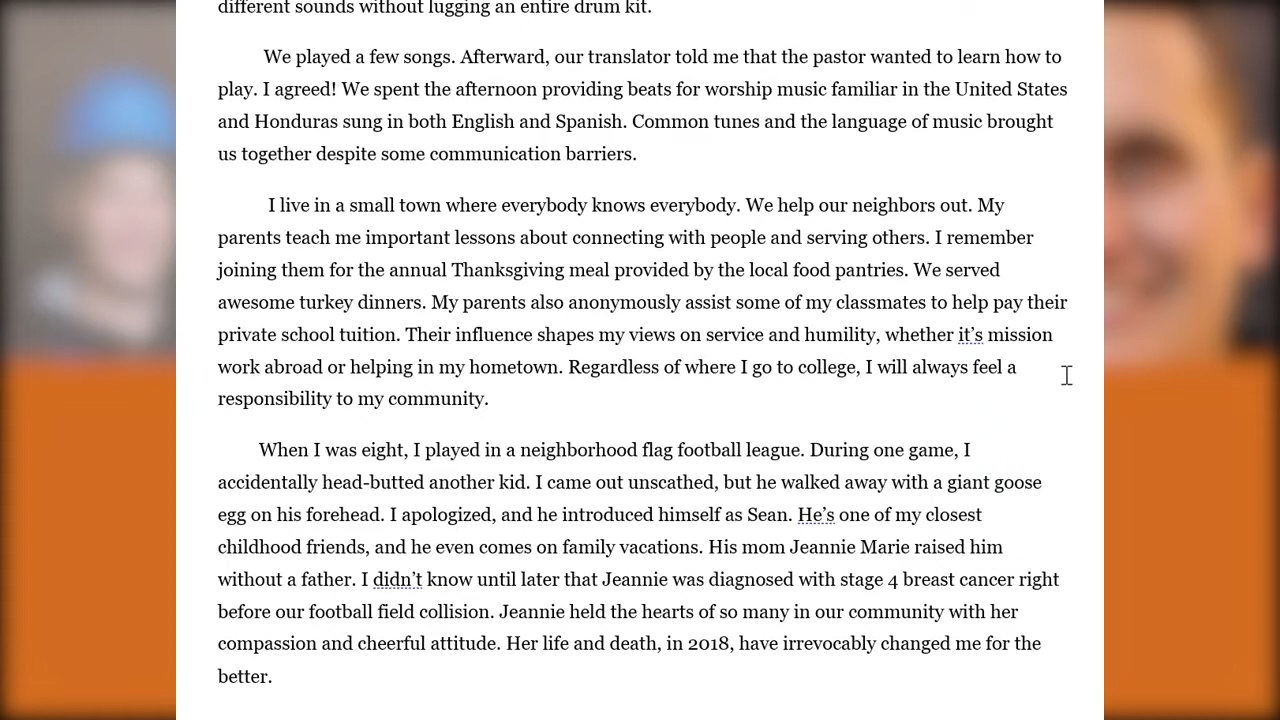 different sounds without lugging an entire drum kit.
We played a few songs. Afterward, our translator told me that the pastor wanted to learn how to
play. I agreed! We spent the afternoon providing beats for worship music familiar in the United States
and Honduras sung in both English and Spanish. Common tunes and the language of music brought
us together despite some communication barriers.
I live in a small town where everybody knows everybody. We help our neighbors out. My
parents teach me important lessons about connecting with people and serving others. I remember
joining them for the annual Thanksgiving meal provided by the local food pantries. We served
awesome turkey dinners. My parents also anonymously assist some of my classmates to help pay their
private school tuition. Their influence shapes my views on service and humility, whether it’s mission
work abroad or helping in my hometown. Regardless of where I go to college, I will always feel a
responsibility to my community.
When I was eight, I played in a neighborhood flag football league. During one game, I
accidentally head-butted another kid. I came out unscathed, but he walked away with a giant goose
egg on his forehead. I apologized, and he introduced himself as Sean. He’s one of my closest
childhood friends, and he even comes on family vacations. His mom Jeannie Marie raised him
without a father. I didn’t know until later that Jeannie was diagnosed with stage 4 breast cancer right
before our football field collision. Jeannie held the hearts of so many in our community with her
compassion and cheerful attitude. Her life and death, in 2018, have irrevocably changed me for the
better.